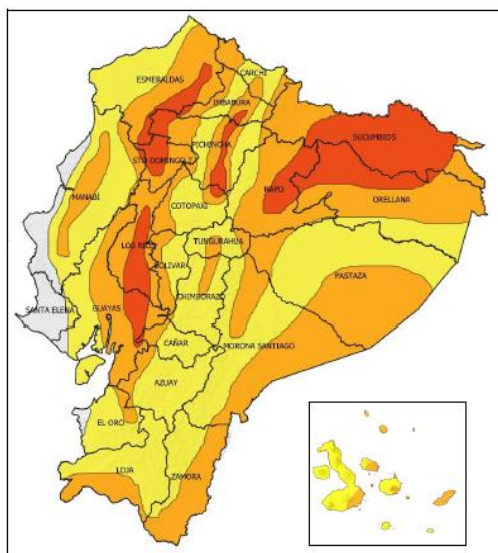 ESMERALDAS
CARCHI
IMBABURA
SUCUMBIOS
PICHINCHA
STO DOMINGO T.
NAPO
MANABÍ
ORELLANA
COTOPAXI
LOS RIOS
TUNGURAHUA
BOLIVAR
PASTAZA
CHIMBORAZO
SANTA ELENA
GUAYAS
CAÑAR
MORONA SANTIAGO
AZUAY
EL ORO
LOJA
ZAMORA